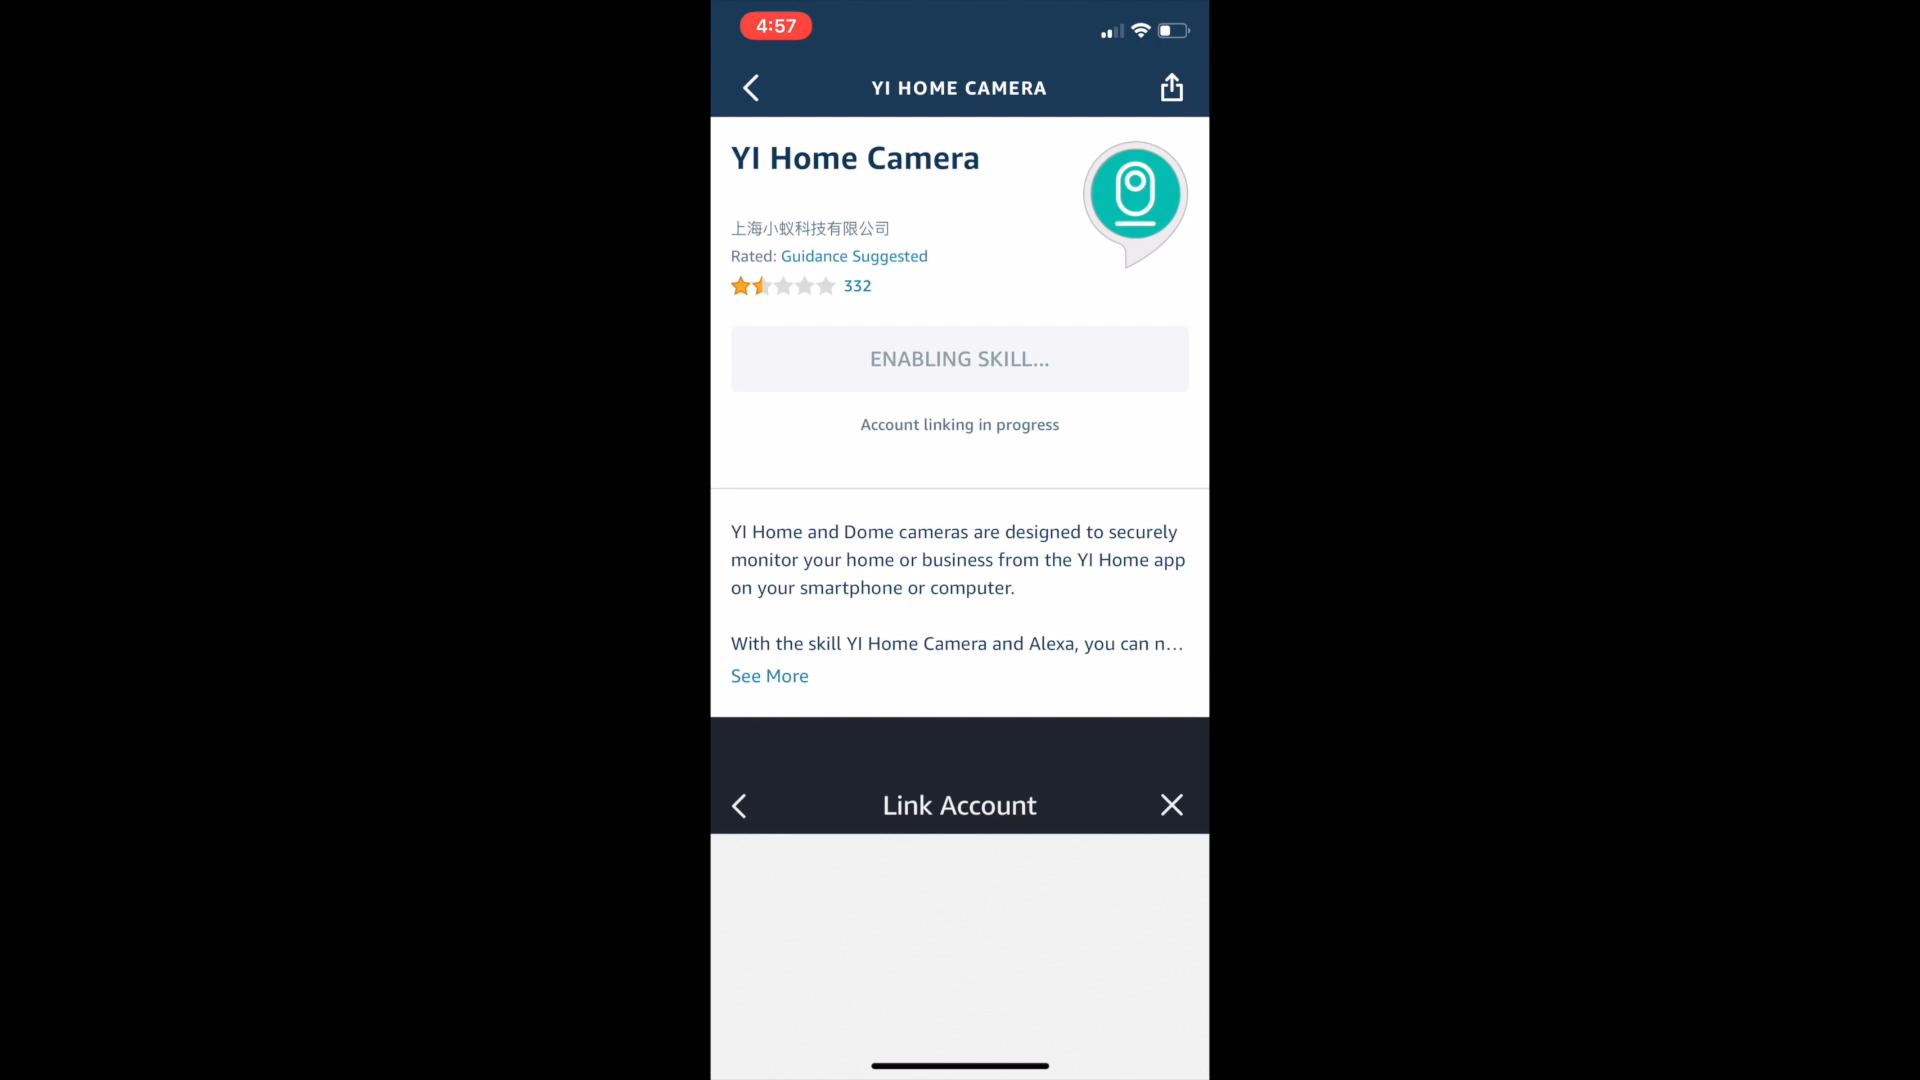 4:57
YI HOME CAMERA
YI Home Camera
上海小蚁科技有限公司
Rated: Guidance Suggested
332
ENABLING SKILL...
Account linking in progress
YI Home and Dome cameras are designed to securely
monitor your home or business from the YI Home app
on your smartphone or computer.
With the skill YI Home Camera and Alexa, you can n...
See More
Link Account